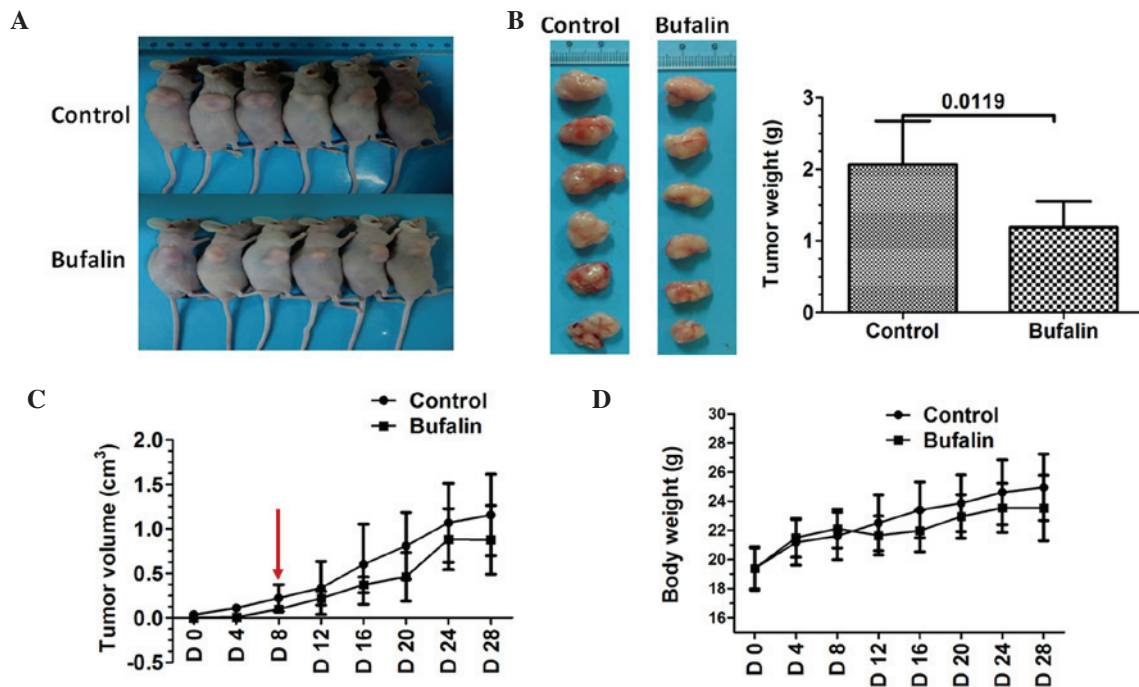 A
Control
Bufalin
B
Control
Bufalin
3
2
1
0
Tumor weight (g)
0.0119
Control
Bufalin
C
Control
Bufalin
2.0
1.5
1.0
0.5
0.0
-0.5
Tumor volume (cm³)
D 0
D 4
D 8
D 12
D 16
D 20
D 24
D 28
D
Control
Bufalin
30
28
26
24
22
20
18
16
Body weight (g)
D 0
D 4
D 8
D 12
D 16
D 20
D 24
D 28